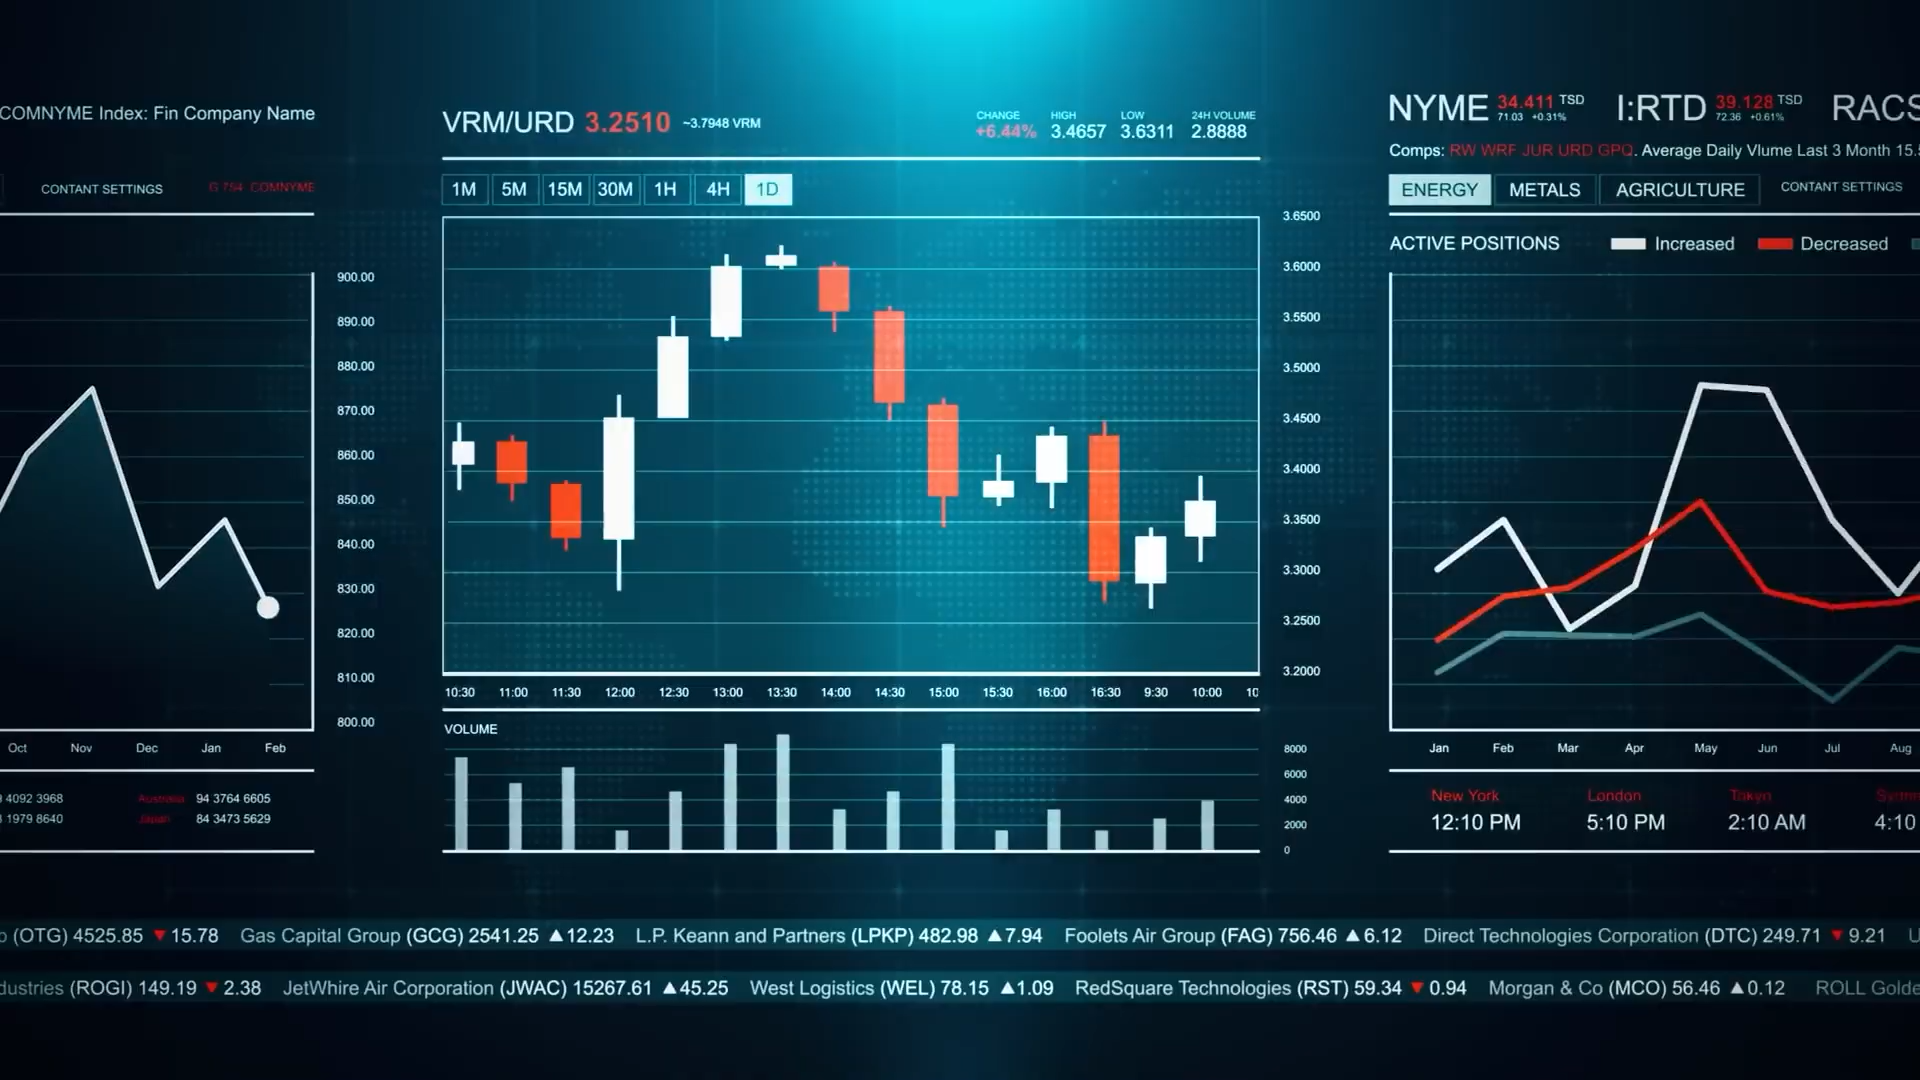 COMNYME Index: Fin Company Name
CONTANT SETTINGS
G 754 COMNYME
900.00
890.00
880.00
870.00
860.00
850.00
840.00
830.00
820.00
810.00
800.00
Oct Nov Dec Jan Feb
4092 3968 Australia 94 3764 6605
1979 8640 Japan 84 3473 5629
VRM/URD 3.2510 ~3.7948 VRM
CHANGE HIGH LOW 24H VOLUME
+6.44% 3.4657 3.6311 2.8888
1M 5M 15M 30M 1H 4H 1D
3.6500
3.6000
3.5500
3.5000
3.4500
3.4000
3.3500
3.3000
3.2500
3.2000
10:30 11:00 11:30 12:00 12:30 13:00 13:30 14:00 14:30 15:00 15:30 16:00 16:30 9:30 10:00 10
VOLUME
8000
6000
4000
2000
0
NYME 34.411 TSD 71.03 +0.31% I:RTD 39.128 TSD 72.36 +0.61% RACS
Comps: RW WRF JUR URD GPQ. Average Daily Vlume Last 3 Month 15.5
ENERGY METALS AGRICULTURE CONTANT SETTINGS
ACTIVE POSITIONS Increased Decreased
Jan Feb Mar Apr May Jun Jul Aug
New York London Tokyo
12:10 PM 5:10 PM 2:10 AM 4:10
(OTG) 4525.85 ▼15.78 Gas Capital Group (GCG) 2541.25 ▲12.23 L.P. Keann and Partners (LPKP) 482.98 ▲7.94 Foolets Air Group (FAG) 756.46 ▲6.12 Direct Technologies Corporation (DTC) 249.71 ▼9.21
dustries (ROGI) 149.19 ▼2.38 JetWhire Air Corporation (JWAC) 15267.61 ▲45.25 West Logistics (WEL) 78.15 ▲1.09 RedSquare Technologies (RST) 59.34 ▼0.94 Morgan & Co (MCO) 56.46 ▲0.12 ROLL Golde